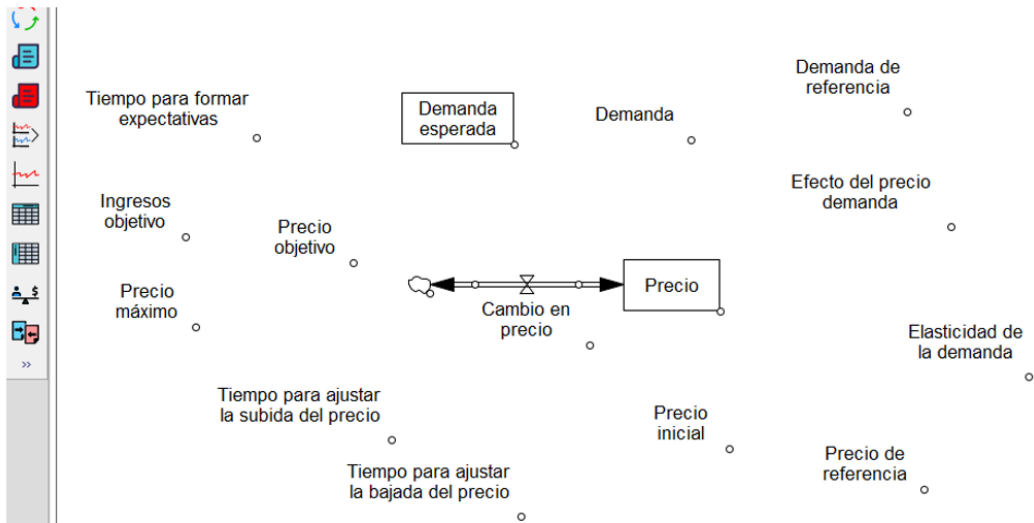 Demanda de
referencia
Tiempo para formar
expectativas
Demanda
esperada
Demanda
Efecto del precio
demanda
Ingresos
objetivo
Precio
objetivo
Precio
máximo
Cambio en
precio
Precio
Elasticidad de
la demanda
Tiempo para ajustar
la subida del precio
Precio
inicial
Precio de
referencia
Tiempo para ajustar
la bajada del precio
$
»